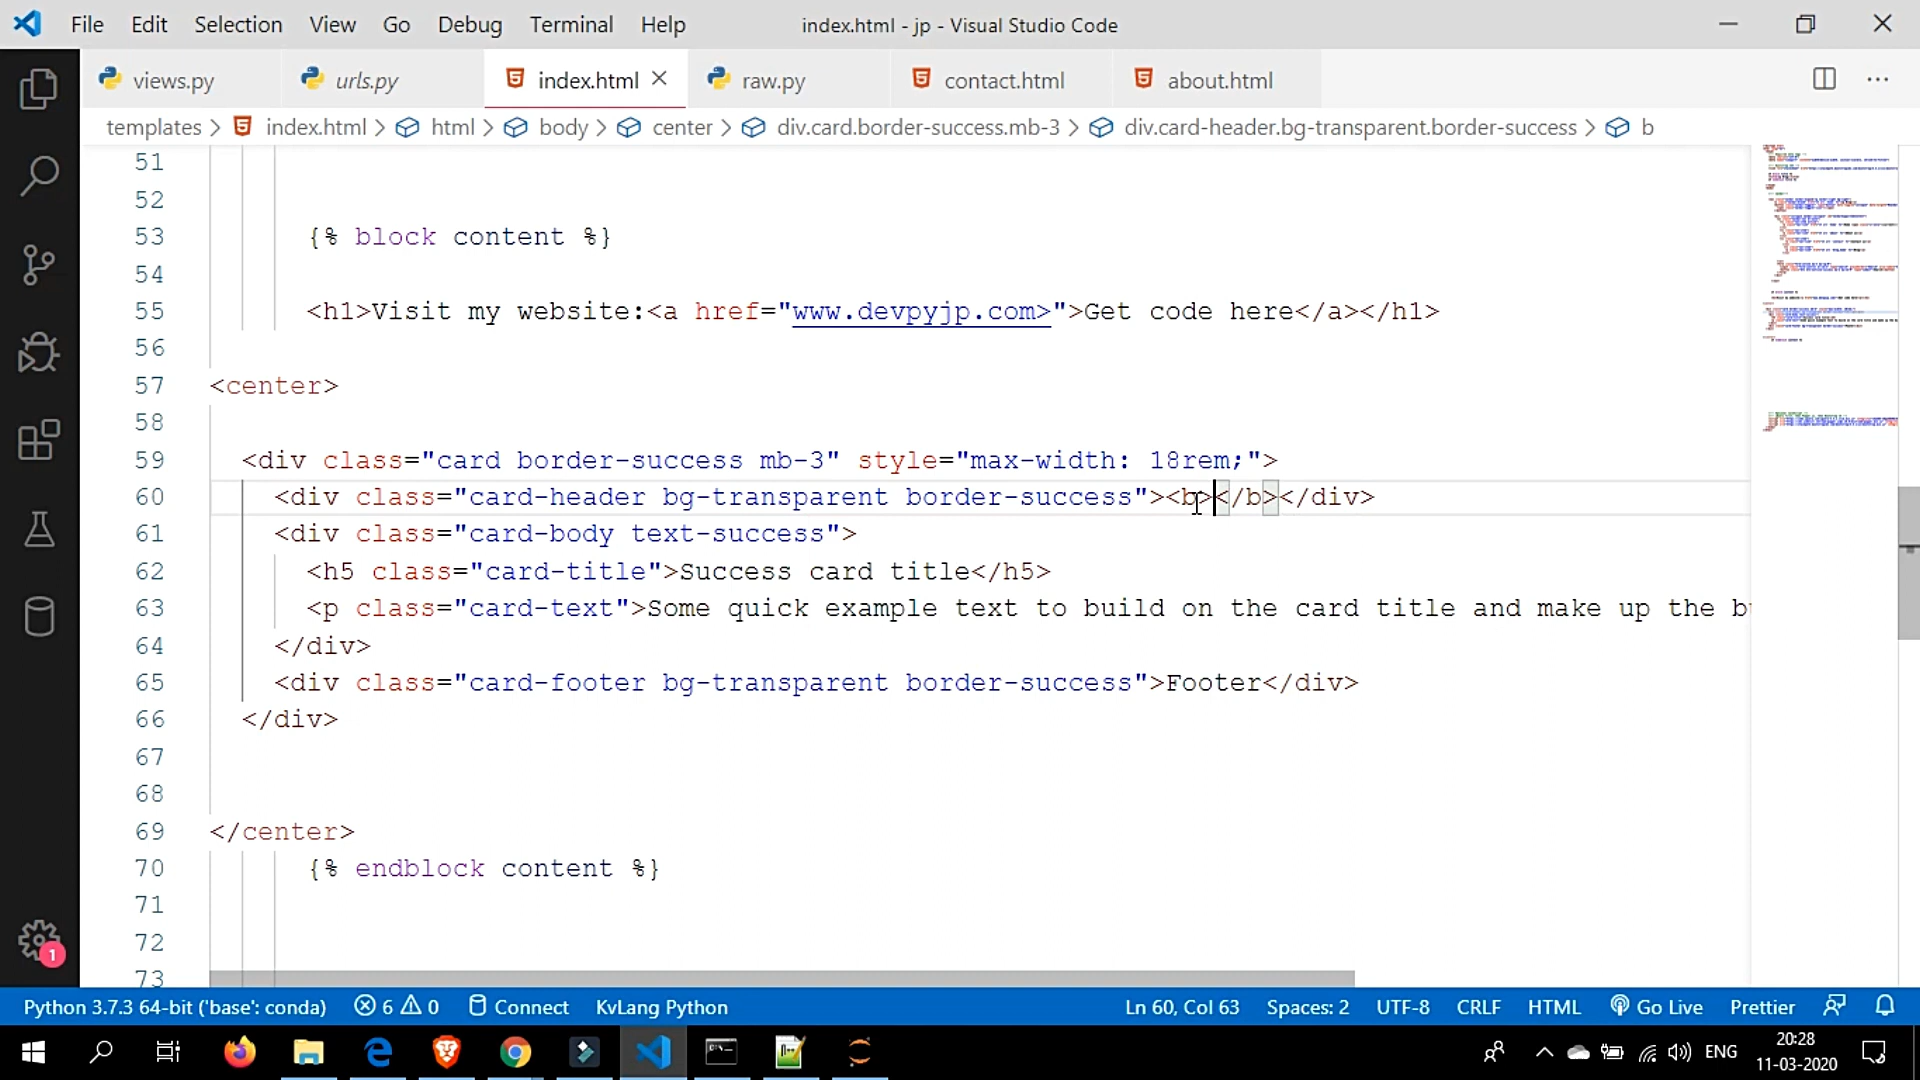 File Edit Selection View Go Debug Terminal Help index.html - jp - Visual Studio Code
views.py urls.py index.html raw.py contact.html about.html
templates > index.html > html > body > center > div.card.border-success.mb-3 > div.card-header.bg-transparent.border-success > b
51
52
53 {% block content %}
54
55 <h1>Visit my website:<a href="www.devpyjp.com>">Get code here</a></h1>
56
57 <center>
58
59 <div class="card border-success mb-3" style="max-width: 18rem;">
60 <div class="card-header bg-transparent border-success"><b></b></div>
61 <div class="card-body text-success">
62 <h5 class="card-title">Success card title</h5>
63 <p class="card-text">Some quick example text to build on the card title and make up the
64 </div>
65 <div class="card-footer bg-transparent border-success">Footer</div>
66 </div>
67
68
69 </center>
70 {% endblock content %}
71
72
73
1
Python 3.7.3 64-bit ('base': conda) 6 0 Connect KvLang Python Ln 60, Col 63 Spaces: 2 UTF-8 CRLF HTML Go Live Prettier
ENG 20:28
11-03-2020